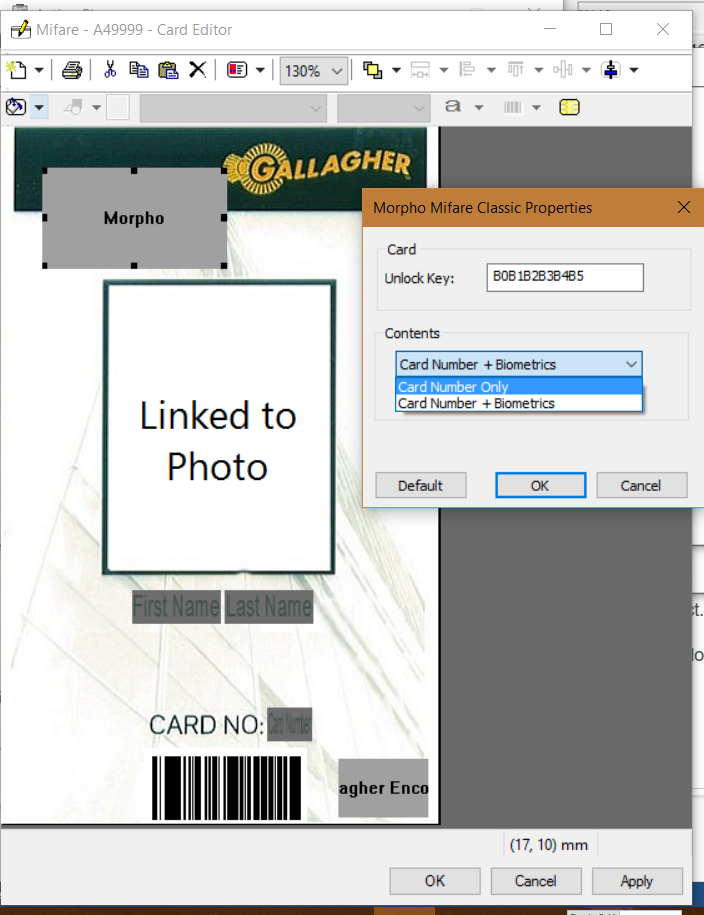 Mifare - A49999 - Card Editor
130%
a
GALLAGHER
Morpho
Linked to
Photo
First Name Last Name
CARD NO: Card Number
agher Enco
Morpho Mifare Classic Properties
Card
Unlock Key: B0B1B2B3B4B5
Contents
Card Number + Biometrics
Card Number Only
Card Number + Biometrics
Default OK Cancel
(17, 10) mm
OK Cancel Apply